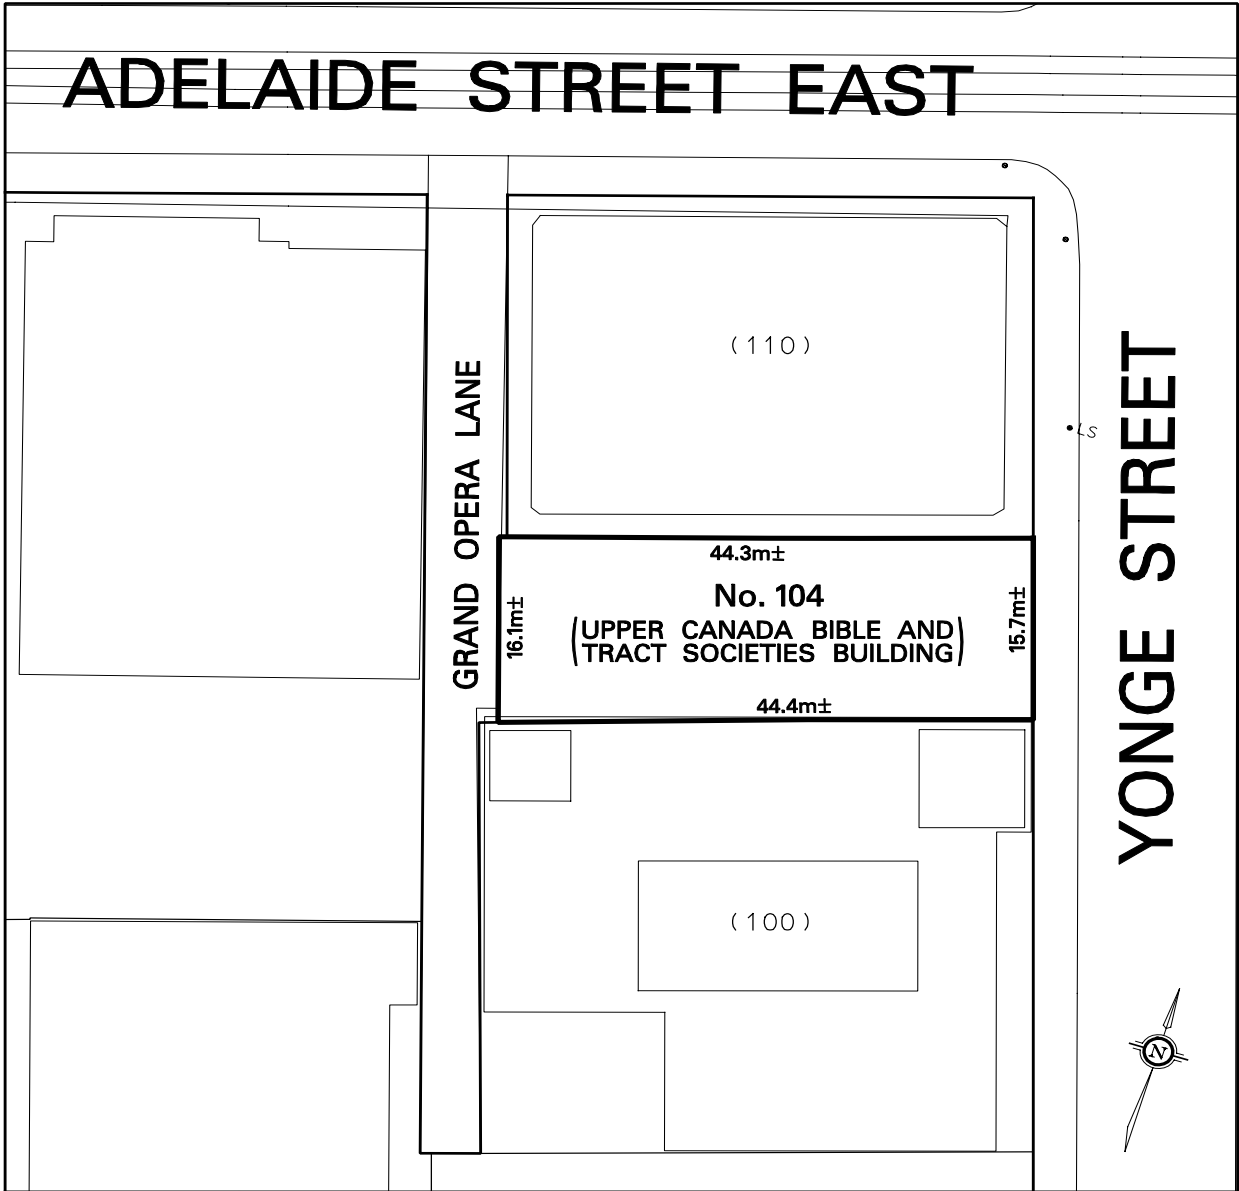 ADELAIDE STREET EAST
(110)
GRAND OPERA LANE
LS
YONGE STREET
44.3m±
No. 104
16.1m±
(UPPER CANADA BIBLE AND
TRACT SOCIETIES BUILDING)
15.7m±
44.4m±
(100)
N